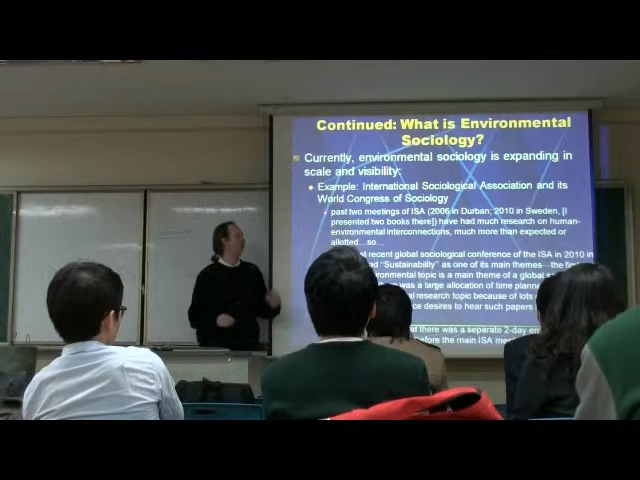 Continued: What is Environmental
Sociology?
Currently, environmental sociology is expanding in
scale and visibility:
Example: International Sociological Association and its
World Congress of Sociology
past two meetings of ISA (2006 in Durban; 2010 in Sweden, [I
presented two books there]) have had much research on human-
environmental interconnections, much more than expected or
allotted…so…
recent global sociological conference of the ISA in 2010 in
"Sustainability" as one of its main themes—the
environmental topic is a main theme of a global
was a large allocation of time
research topic because of lots
desires to hear such papers
there was a separate 2-day
before the main ISA